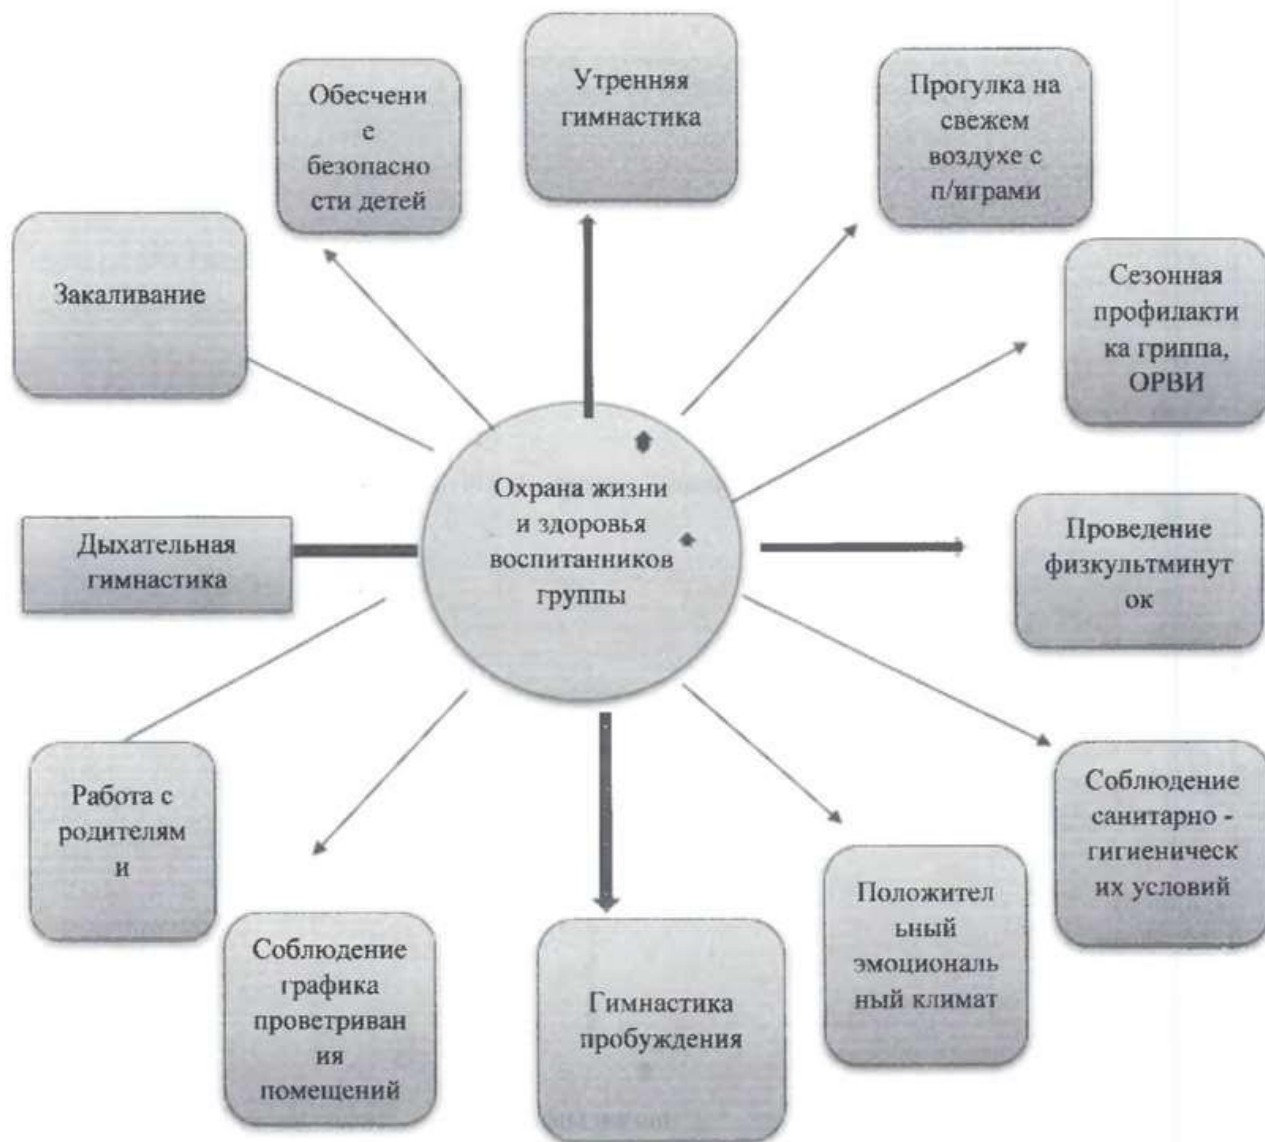 Утренняя
гимнастика
Обесчени
е
безопасно
сти детей
Прогулка на
свежем
воздухе с
п/играми
Закаливание
Сезонная
профилакти
ка гриппа,
ОРВИ
Охрана жизни
и здоровья
воспитанников
группы
Дыхательная
гимнастика
Проведение
физкультминут
ок
Работа с
родителям
и
Соблюдение
санитарно -
гигиеническ
их условий
Положител
ьный
эмоциональ
ный климат
Соблюдение
графика
проветриван
ия
помещений
Гимнастика
пробуждения